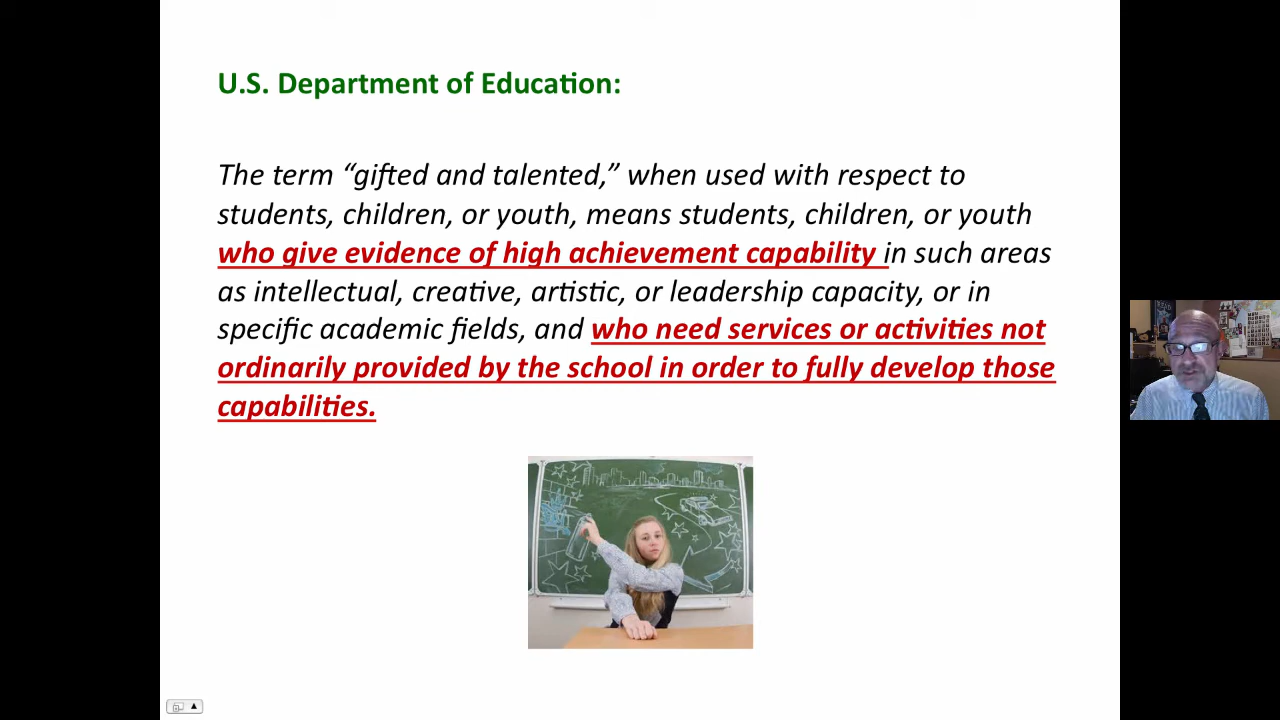 U.S. Department of Education:
The term “gifted and talented,” when used with respect to
students, children, or youth, means students, children, or youth
who give evidence of high achievement capability in such areas
as intellectual, creative, artistic, or leadership capacity, or in
specific academic fields, and who need services or activities not
ordinarily provided by the school in order to fully develop those
capabilities.